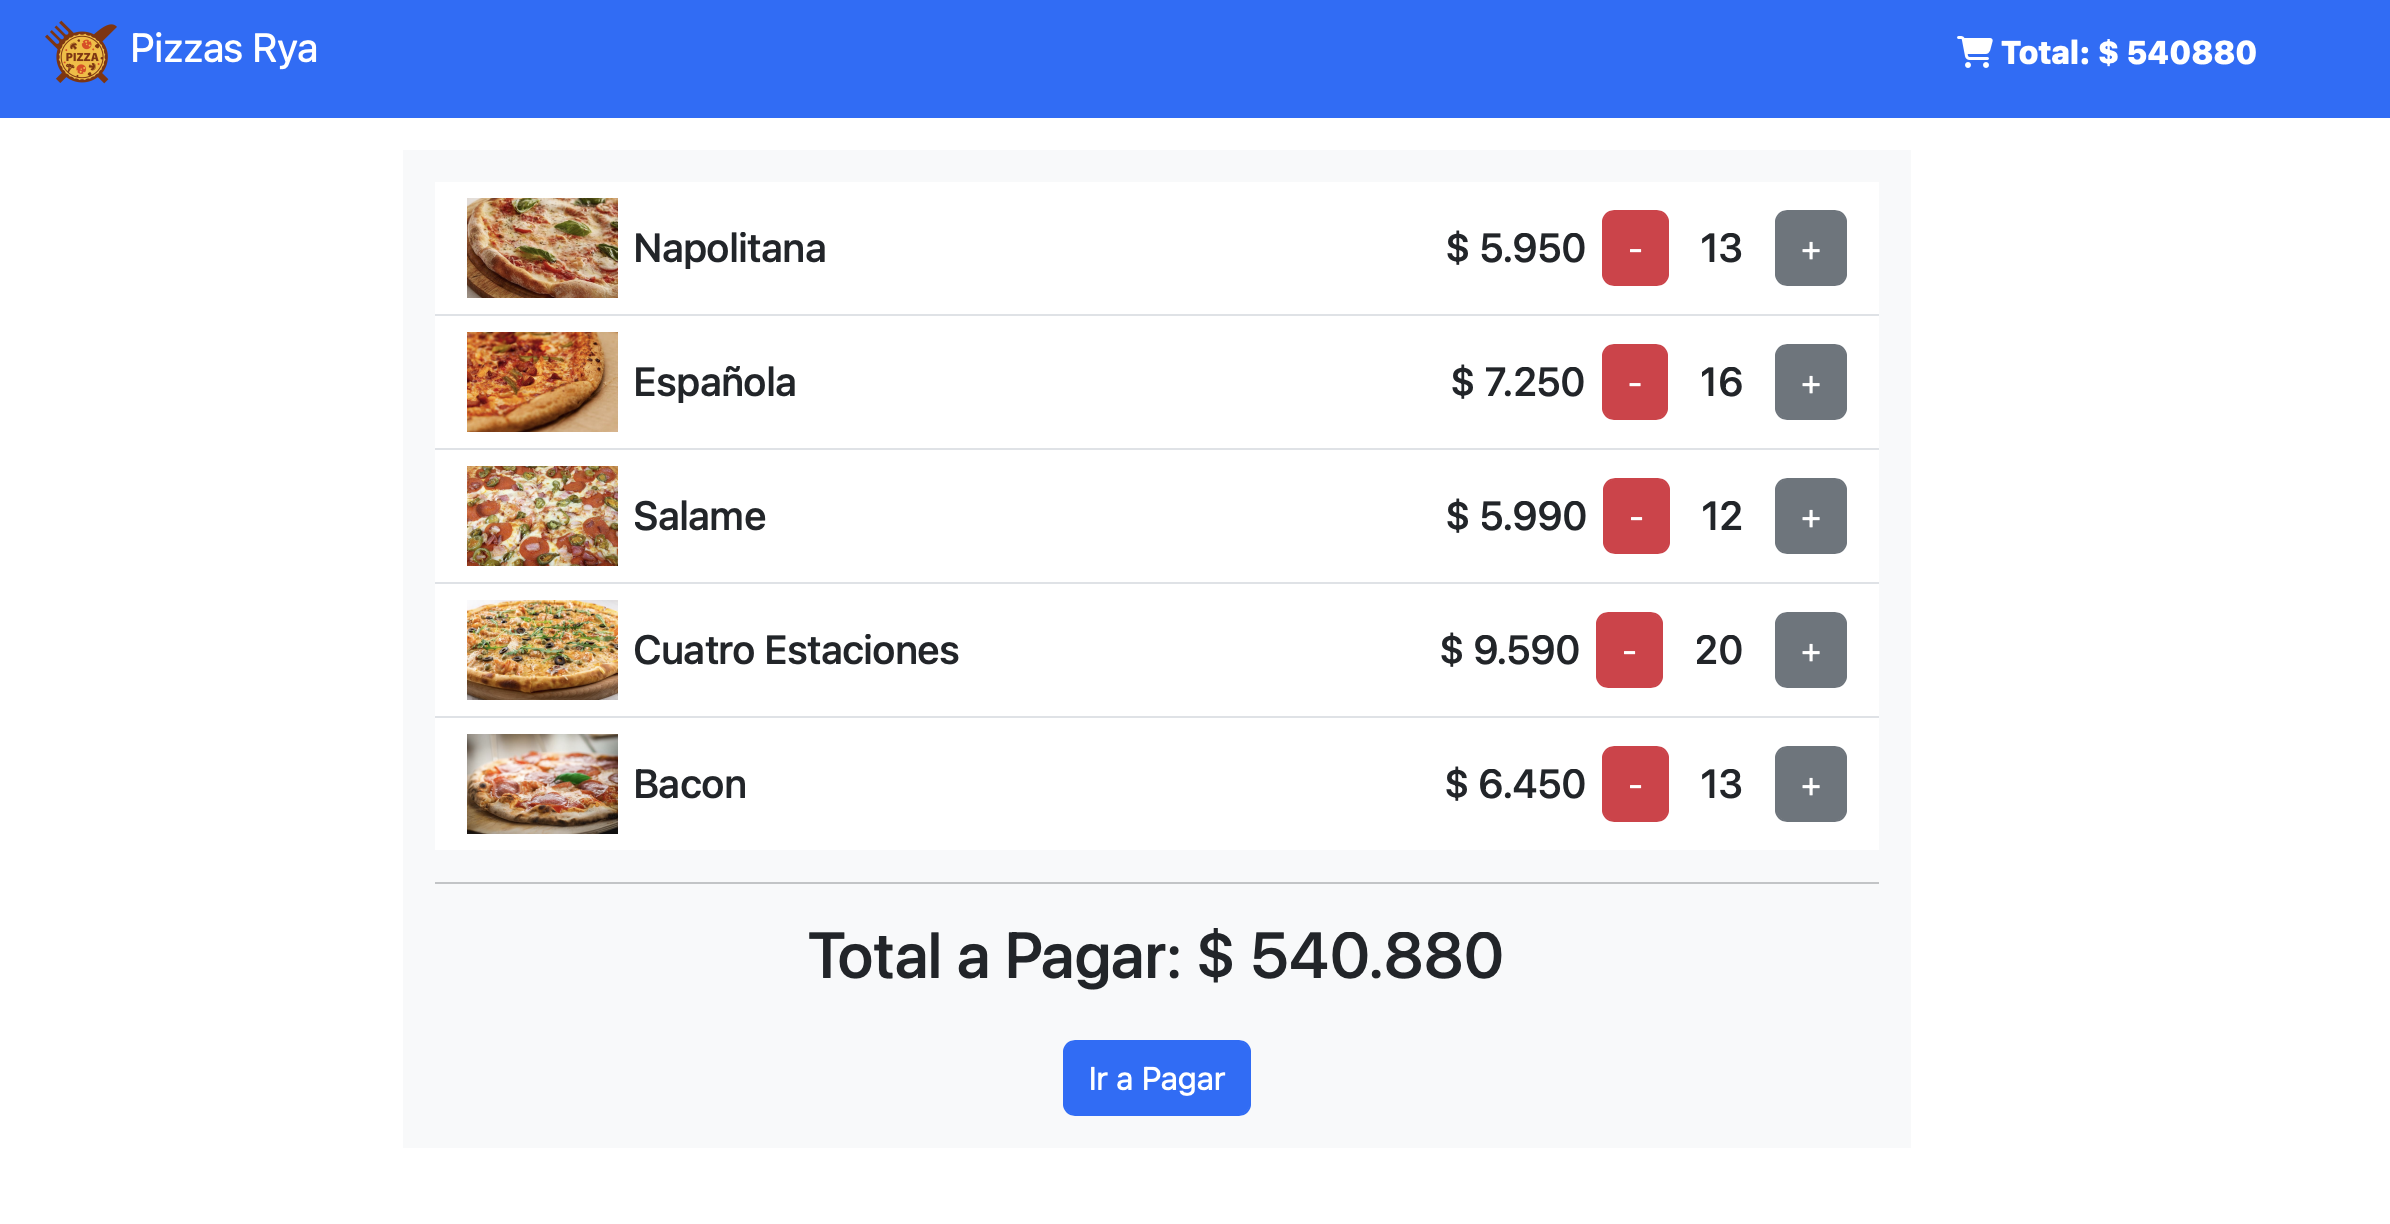 PIZZA
Pizzas Rya
Total: $ 540880
Napolitana $ 5.950 - 13 +
Española $ 7.250 - 16 +
Salame $ 5.990 - 12 +
Cuatro Estaciones $ 9.590 - 20 +
Bacon $ 6.450 - 13 +
Total a Pagar: $ 540.880
Ir a Pagar